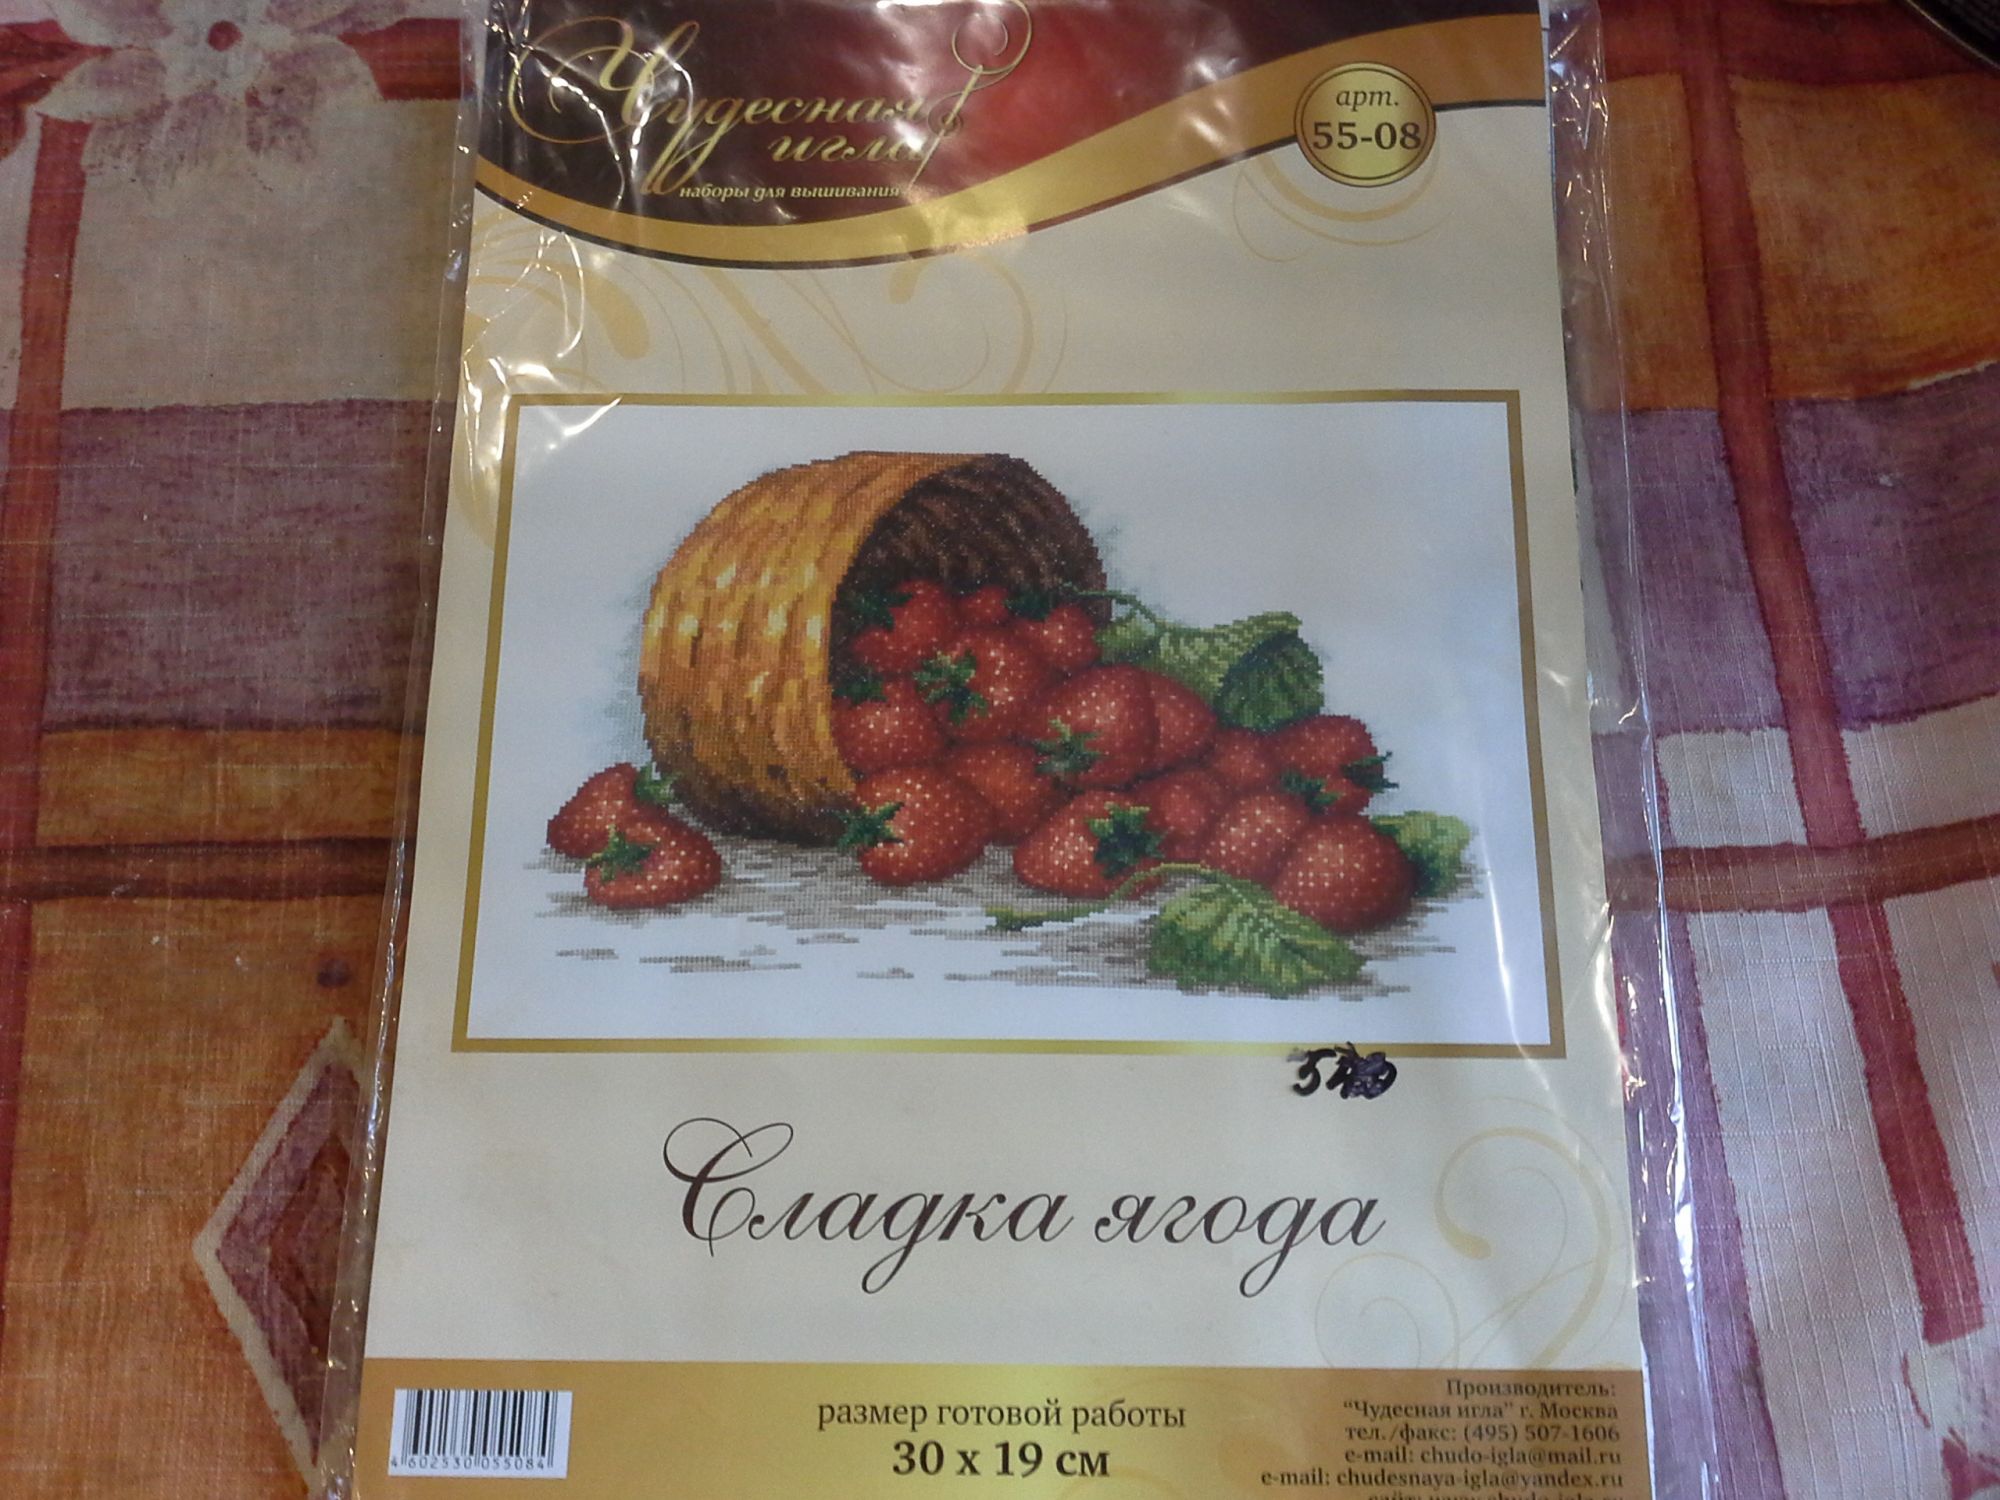 Чудесная
игла
наборы для вышивания
арт.
55-08
Сладка ягода
4602530055084
размер готовой работы
30 х 19 см
Производитель:
“Чудесная игла” г. Москва
тел./факс: (495) 507-1606
e-mail: chudo-igla@mail.ru
e-mail: chudesnaya-igla@yandex.ru